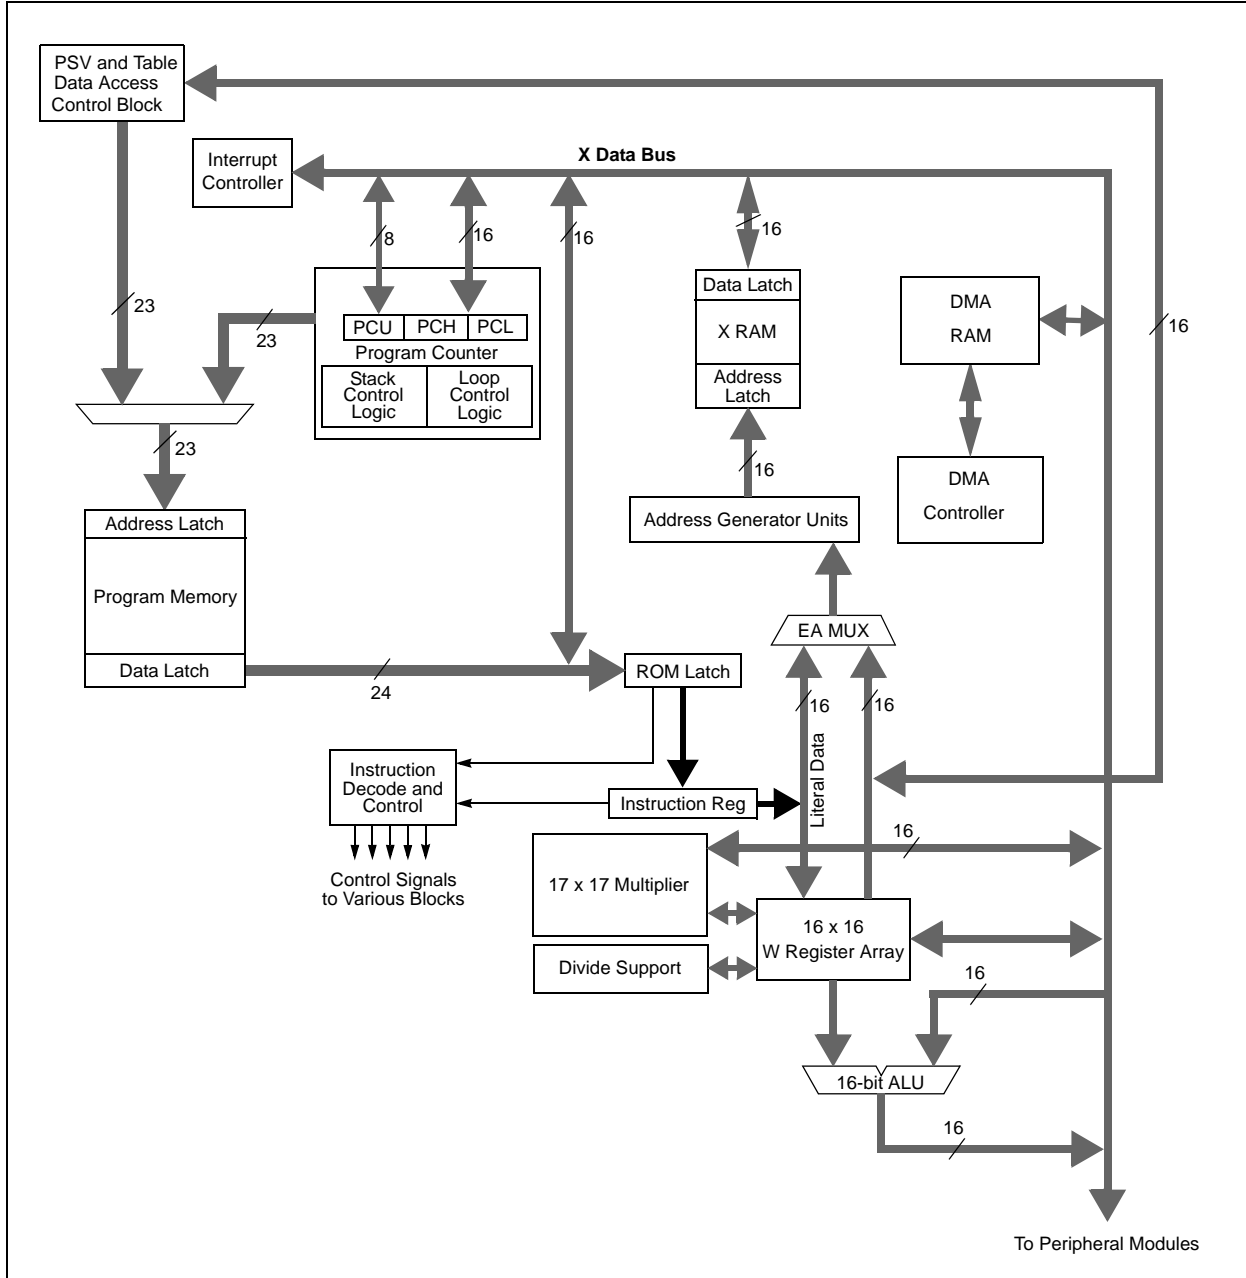 PSV and Table
Data Access
Control Block
Interrupt
Controller
X Data Bus
8
16
16
16
23
23
PCU
PCH
PCL
Program Counter
Stack
Control
Logic
Loop
Control
Logic
Data Latch
X RAM
Address
Latch
DMA
RAM
16
23
16
Address Latch
Program Memory
Data Latch
24
Address Generator Units
DMA
Controller
EA MUX
ROM Latch
16
16
Literal Data
Instruction
Decode and
Control
Instruction Reg
Control Signals
to Various Blocks
16
17 x 17 Multiplier
16 x 16
W Register Array
Divide Support
16
16-bit ALU
16
To Peripheral Modules